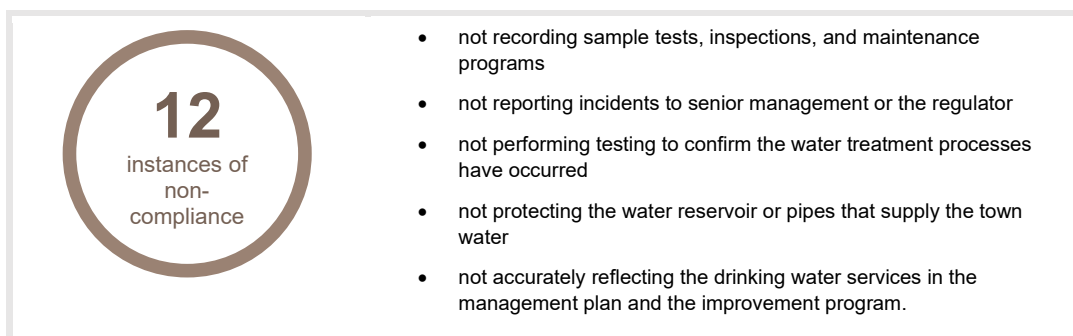 12
instances of
non-
compliance
• not recording sample tests, inspections, and maintenance
programs
• not reporting incidents to senior management or the regulator
• not performing testing to confirm the water treatment processes
have occurred
• not protecting the water reservoir or pipes that supply the town
water
• not accurately reflecting the drinking water services in the
management plan and the improvement program.